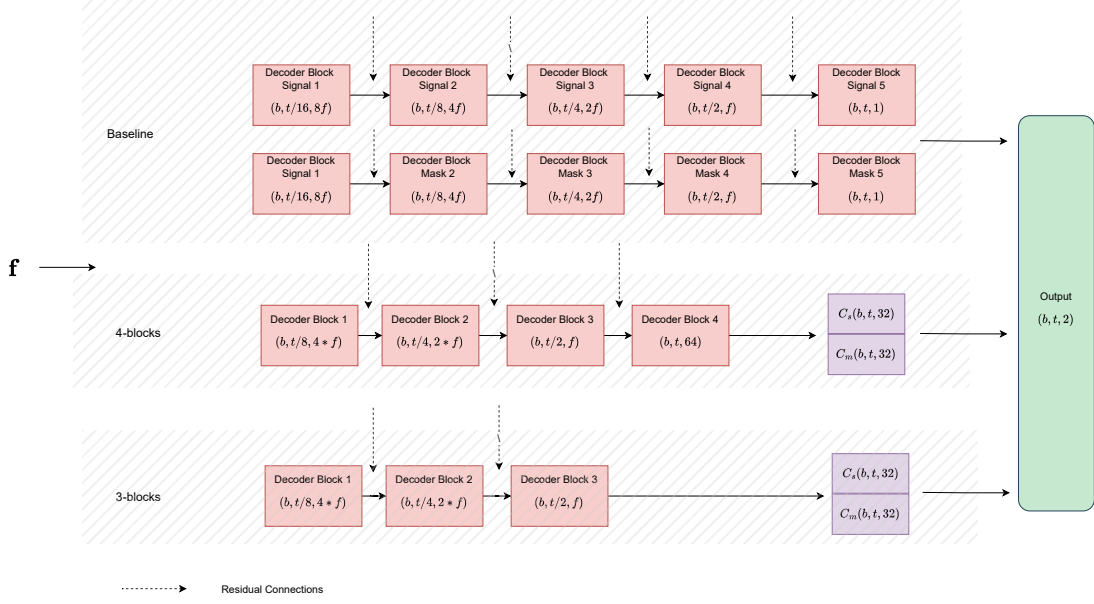 Decoder Block Decoder Block Decoder Block Decoder Block Decoder Block
Signal 1 Signal 2 Signal 3 Signal 4 Signal 5
(b, t/16, 8f) (b, t/8, 4f) (b, t/4, 2f) (b, t/2, f) (b, t, 1)
Baseline
Decoder Block Decoder Block Decoder Block Decoder Block Decoder Block
Signal 1 Mask 2 Mask 3 Mask 4 Mask 5
(b, t/16, 8f) (b, t/8, 4f) (b, t/4, 2f) (b, t/2, f) (b, t, 1)
f
4-blocks
Decoder Block 1 Decoder Block 2 Decoder Block 3 Decoder Block 4
(b, t/8, 4 * f) (b, t/4, 2 * f) (b, t/2, f) (b, t, 64)
C_s(b, t, 32)
C_m(b, t, 32)
3-blocks
Decoder Block 1 Decoder Block 2 Decoder Block 3
(b, t/8, 4 * f) (b, t/4, 2 * f) (b, t/2, f)
C_s(b, t, 32)
C_m(b, t, 32)
Output
(b, t, 2)
Residual Connections